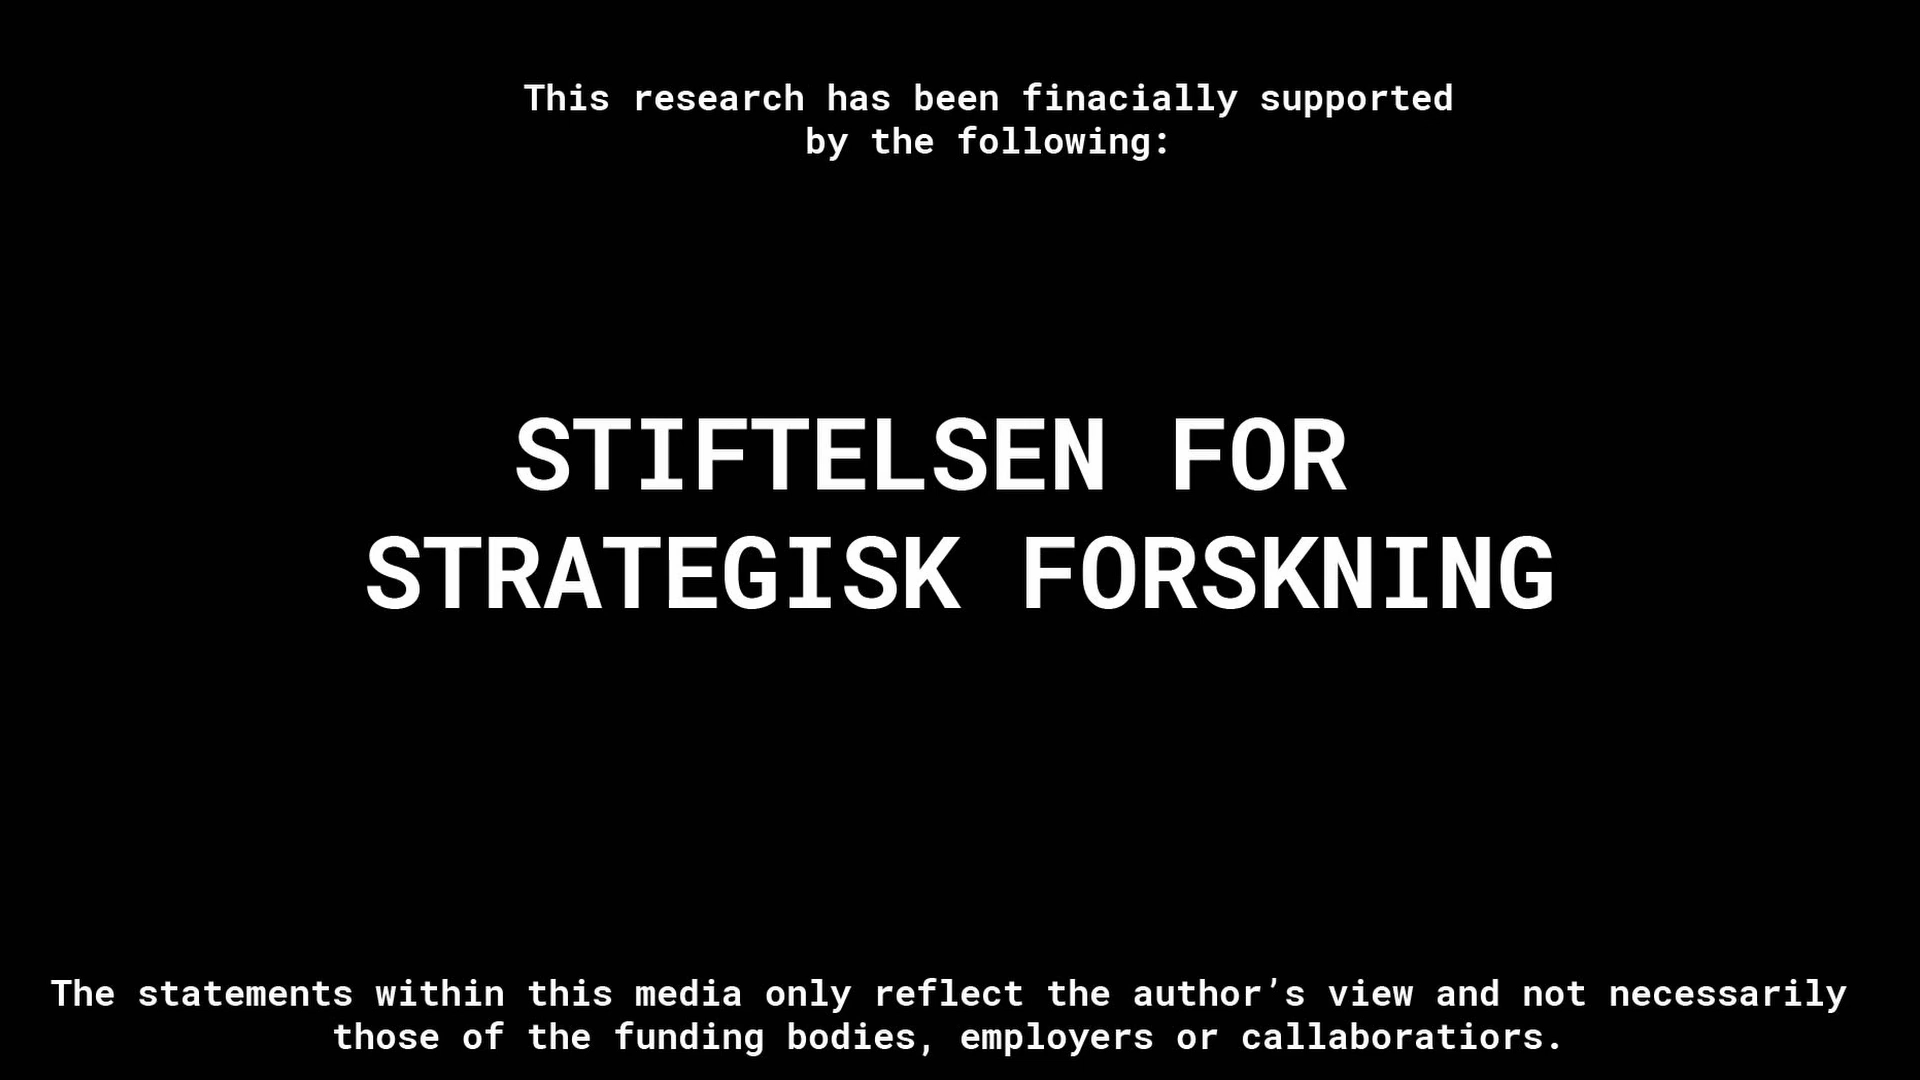 This research has been finacially supported
by the following:
STIFTELSEN FOR
STRATEGISK FORSKNING
The statements within this media only reflect the author’s view and not necessarily
those of the funding bodies, employers or callaboratiors.